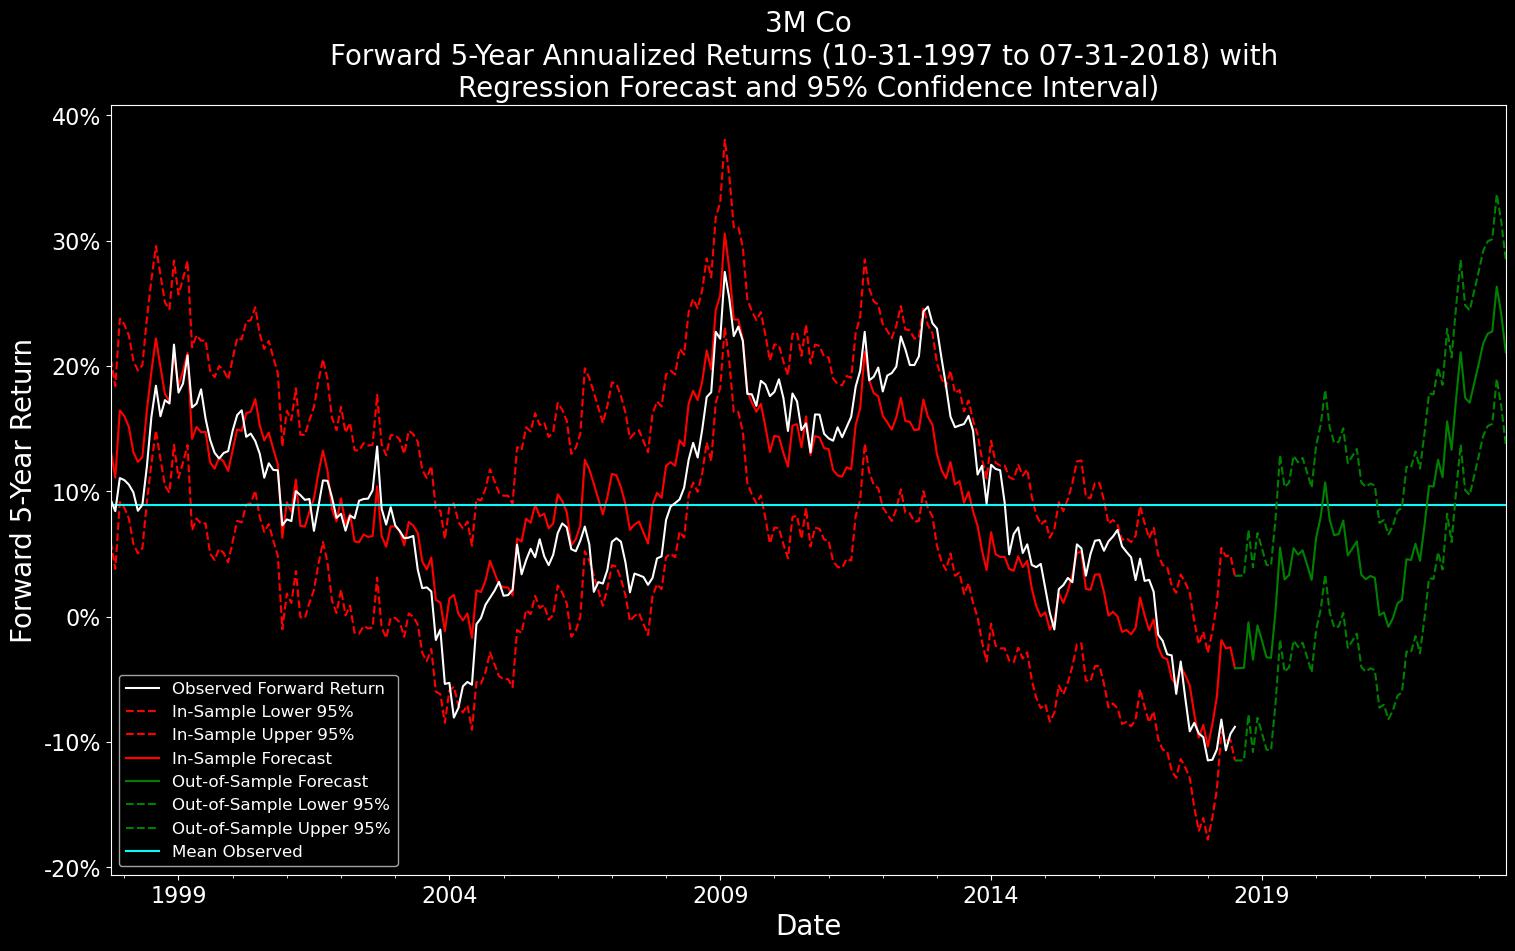 3M Co
Forward 5-Year Annualized Returns (10-31-1997 to 07-31-2018) with
Regression Forecast and 95% Confidence Interval)
40%
30%
20%
10%
0%
-10%
-20%
Forward 5-Year Return
Observed Forward Return
In-Sample Lower 95%
In-Sample Upper 95%
In-Sample Forecast
Out-of-Sample Forecast
Out-of-Sample Lower 95%
Out-of-Sample Upper 95%
Mean Observed
1999 2004 2009 2014 2019
Date